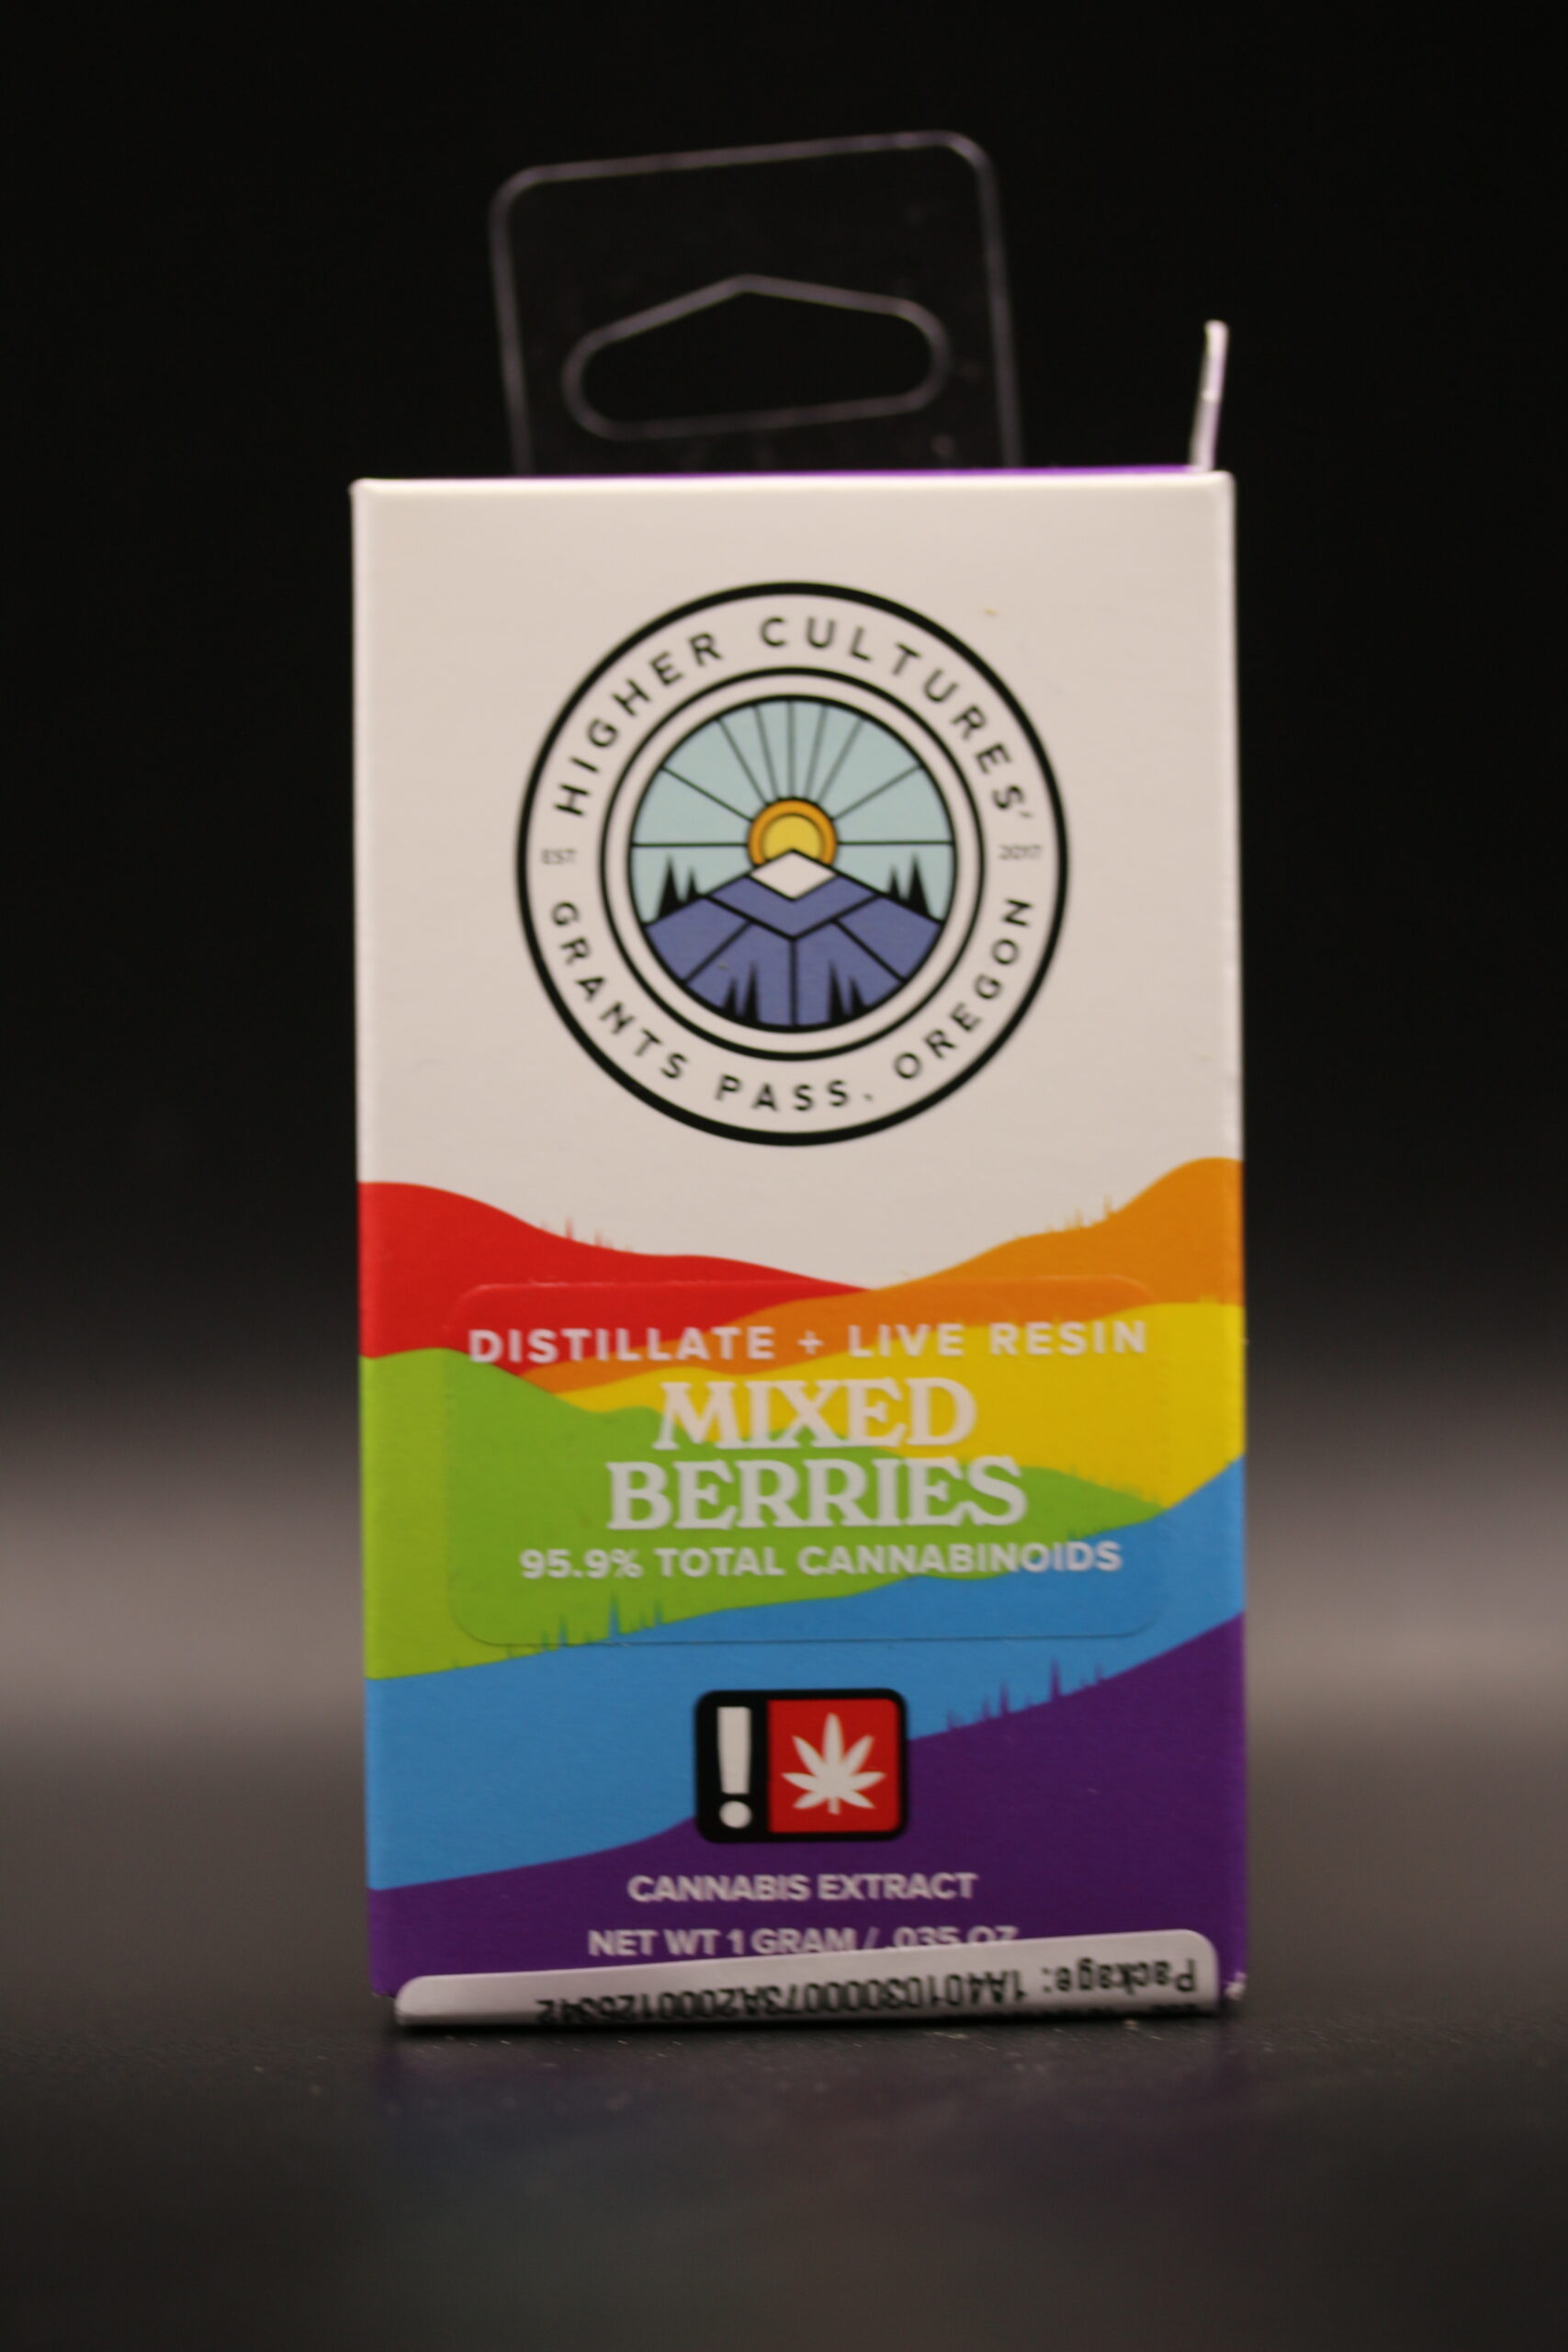 HIGHER CULTURES'
EST 2017
GRANTS PASS, OREGON
DISTILLATE + LIVE RESIN
MIXED
BERRIES
95.9% TOTAL CANNABINOIDS
!
CANNABIS EXTRACT
NET WT 1 GRAM / .035 OZ
Package: